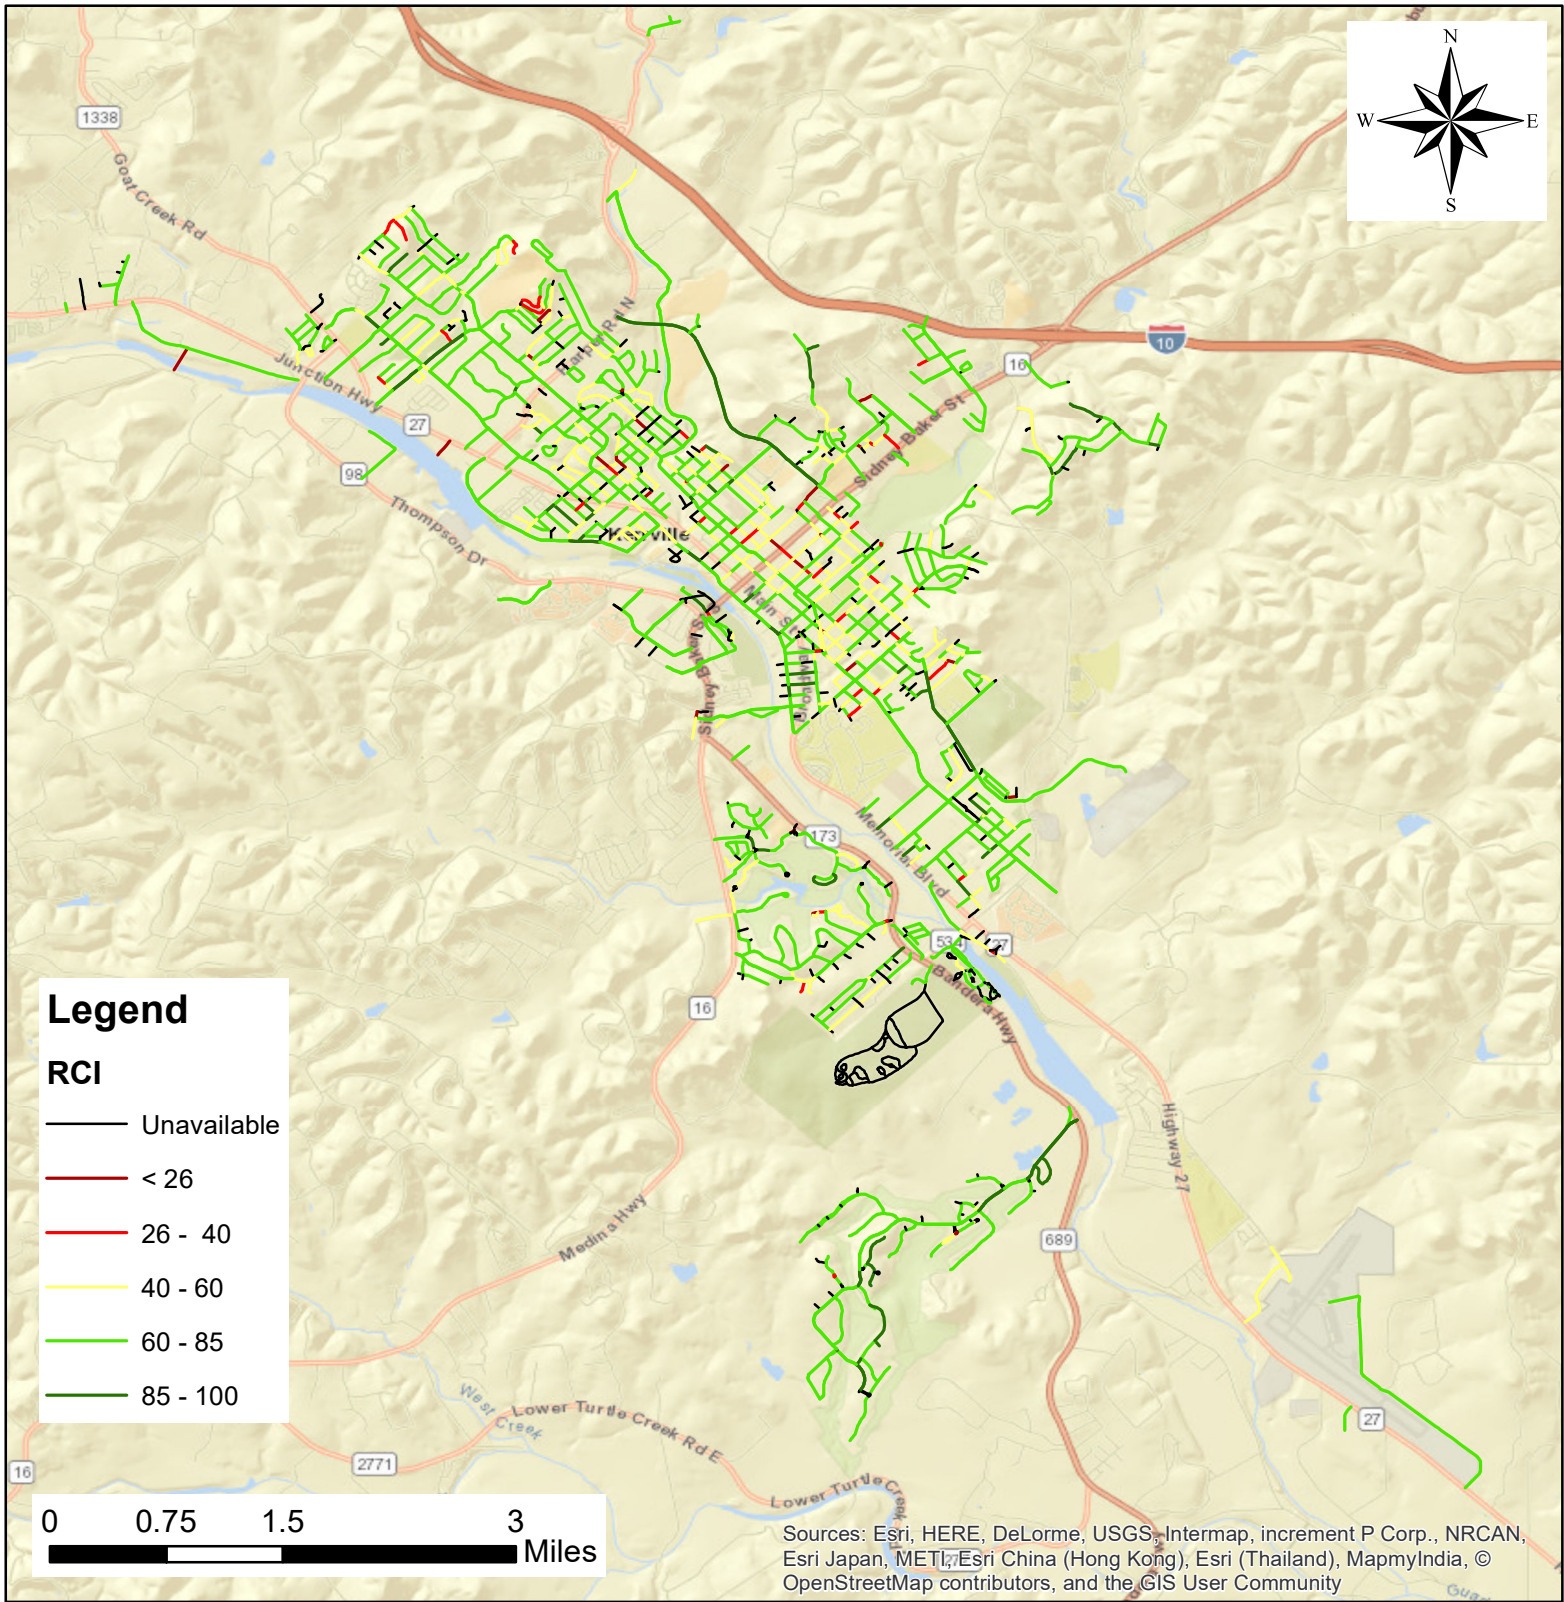 N
W
E
S
1338
Goat Creek Rd
10
16
Harper Rd N
Junction Hwy
27
98
Sidney Baker St
Thompson Dr
Kerrville
Main St
Sidney Baker St S
173
Memorial Blvd
534
27
Bandera Hwy
16
Highway 27
Medina Hwy
689
27
West Creek
Lower Turtle Creek Rd E
2771
16
Lower Turtle Creek
Legend
RCI
Unavailable
< 26
26 - 40
40 - 60
60 - 85
85 - 100
0 0.75 1.5 3
Miles
Sources: Esri, HERE, DeLorme, USGS, Intermap, increment P Corp., NRCAN,
Esri Japan, METI, Esri China (Hong Kong), Esri (Thailand), MapmyIndia, ©
OpenStreetMap contributors, and the GIS User Community